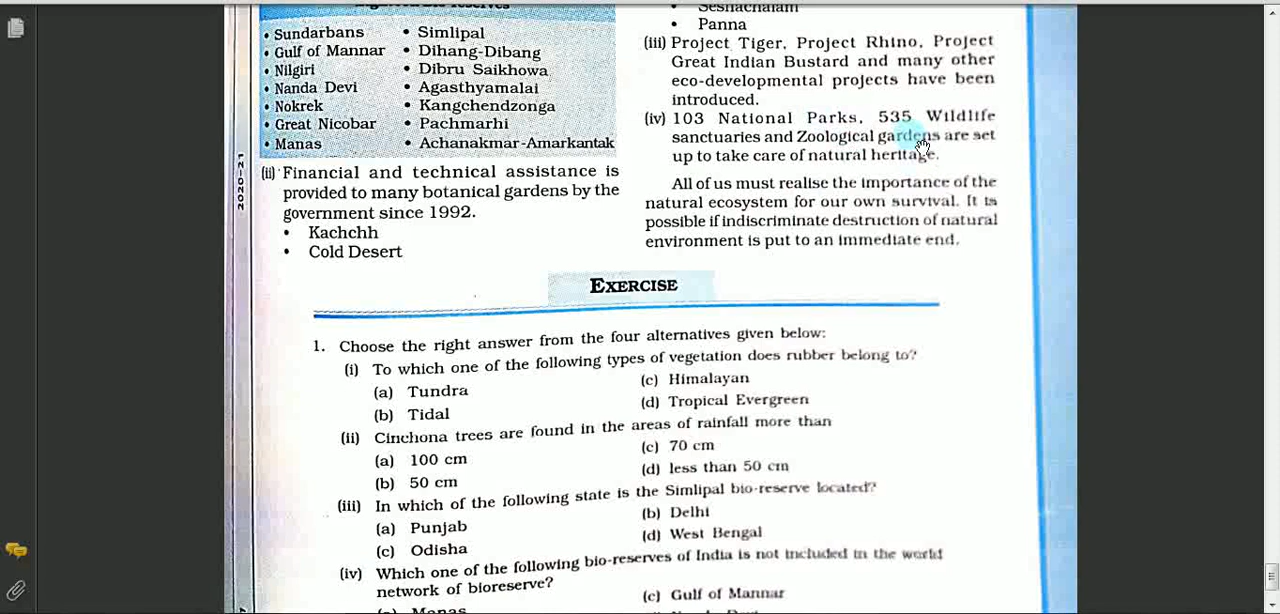 • Sundarbans
• Gulf of Mannar
• Nilgiri
• Nanda Devi
• Nokrek
• Great Nicobar
• Manas
• Simlipal
• Dihang-Dibang
• Dibru Saikhowa
• Agasthyamalai
• Kangchendzonga
• Pachmarhi
• Achanakmar-Amarkantak
(ii) Financial and technical assistance is
provided to many botanical gardens by the
government since 1992.
• Kachchh
• Cold Desert
• Seshachalam
• Panna
(iii) Project Tiger, Project Rhino, Project
Great Indian Bustard and many other
eco-developmental projects have been
introduced.
(iv) 103 National Parks, 535 Wildlife
sanctuaries and Zoological gardens are set
up to take care of natural heritage.
All of us must realise the importance of the
natural ecosystem for our own survival. It is
possible if indiscriminate destruction of natural
environment is put to an immediate end.
EXERCISE
1. Choose the right answer from the four alternatives given below:
(i) To which one of the following types of vegetation does rubber belong to?
(a) Tundra (c) Himalayan
(b) Tidal (d) Tropical Evergreen
(ii) Cinchona trees are found in the areas of rainfall more than
(a) 100 cm (c) 70 cm
(b) 50 cm (d) less than 50 cm
(iii) In which of the following state is the Simlipal bio-reserve located?
(a) Punjab (b) Delhi
(c) Odisha (d) West Bengal
(iv) Which one of the following bio-reserves of India is not included in the world
network of bioreserve?
(a) Manas (c) Gulf of Mannar